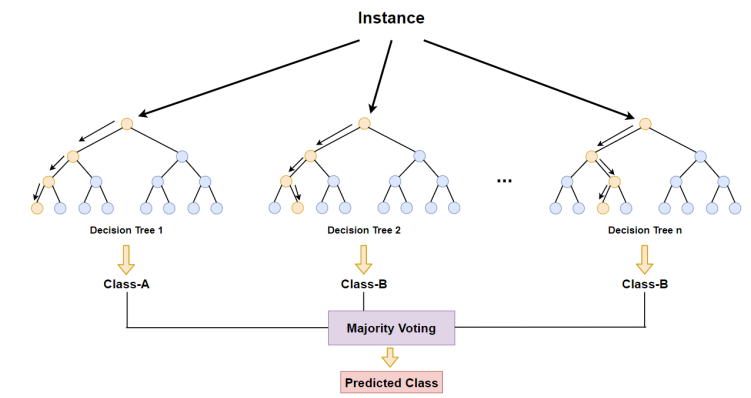 Instance
...
Decision Tree 1
Decision Tree 2
Decision Tree n
Class-A
Class-B
Class-B
Majority Voting
Predicted Class